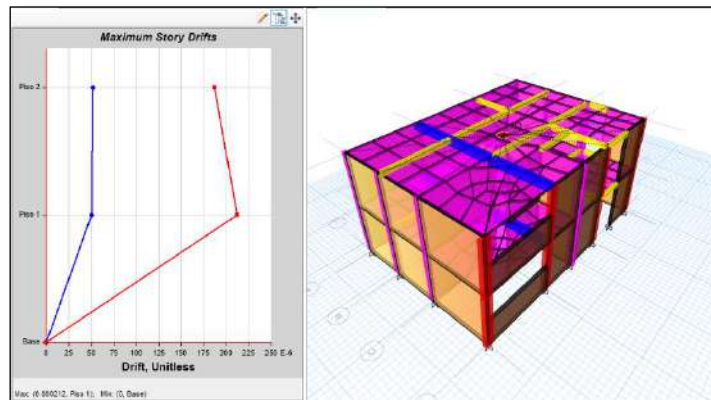 Maximum Story Drifts
Piso 2
Piso 1
Base
0 25 50 75 100 125 150 175 200 225 250 E-6
Drift, Unitless
Max: (0.000212, Piso 1); Min: (0, Base)